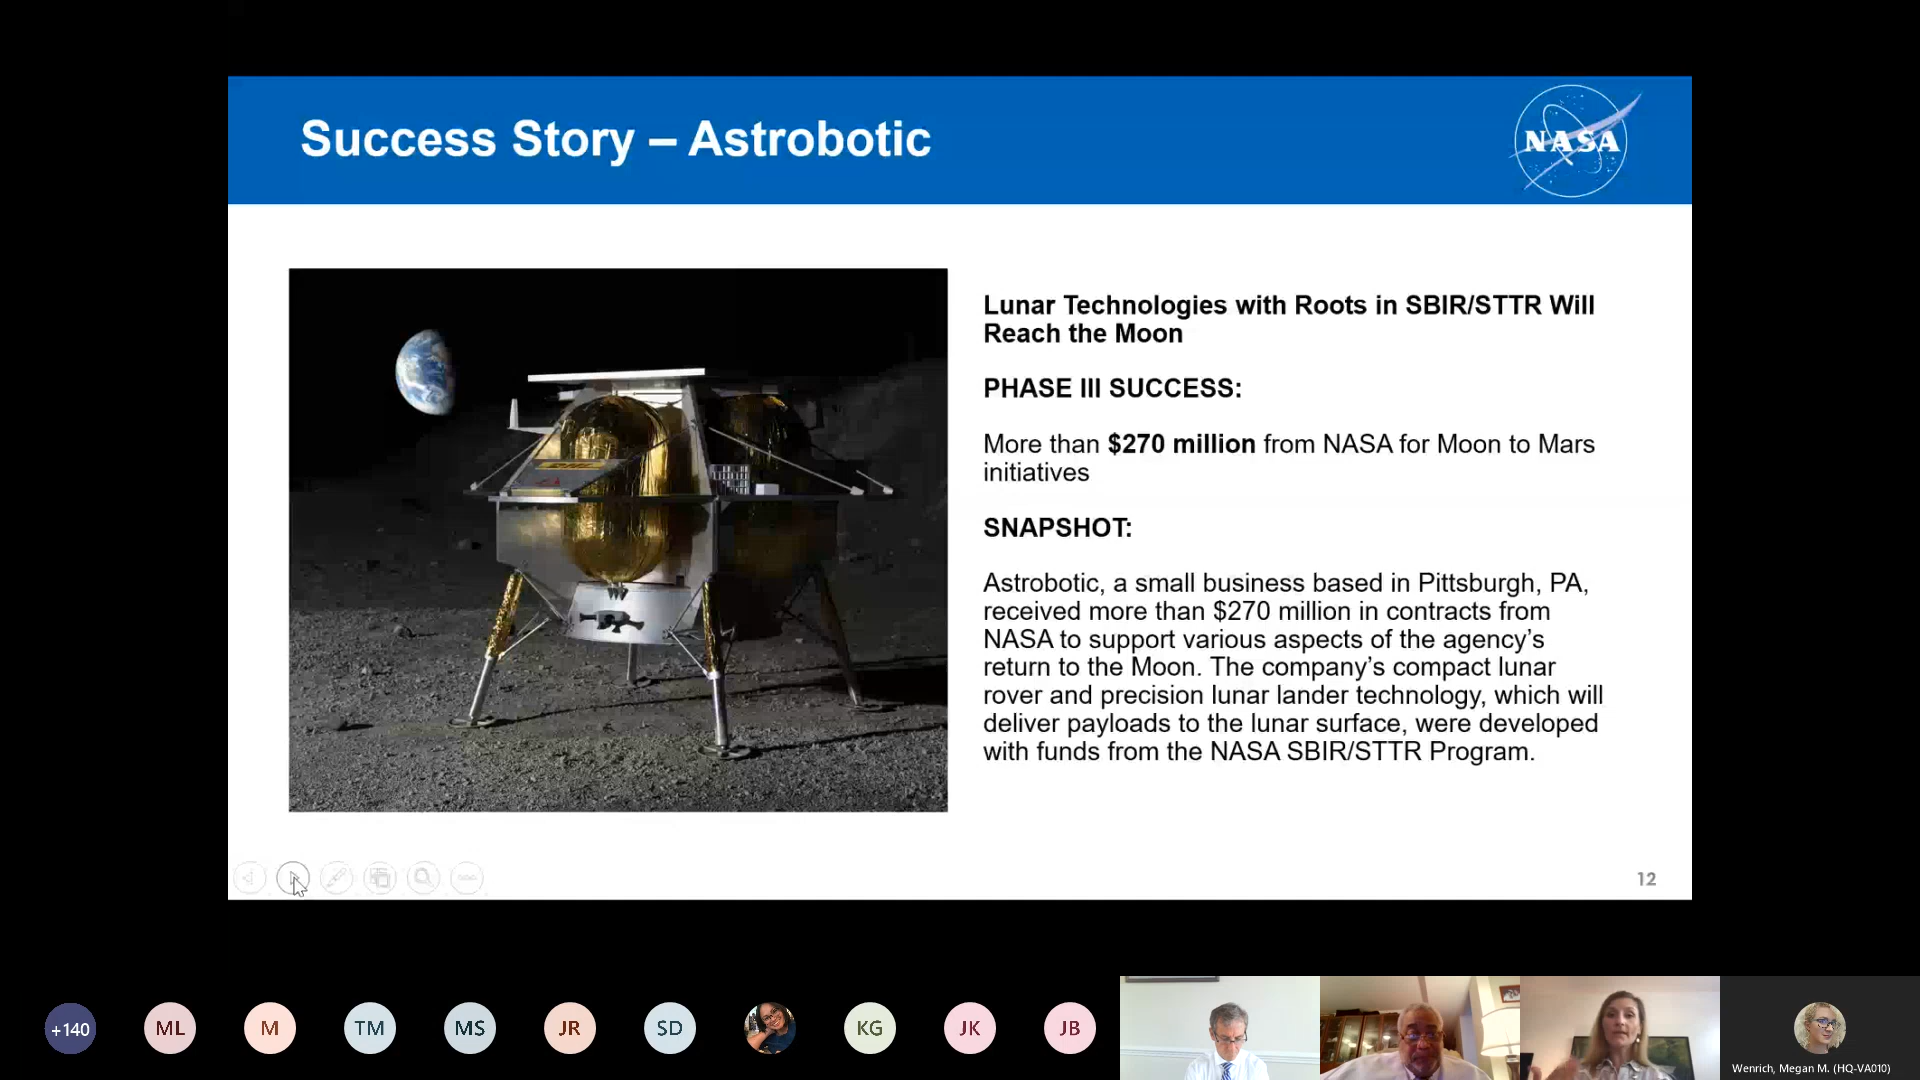 Success Story – Astrobotic
NASA
Lunar Technologies with Roots in SBIR/STTR Will
Reach the Moon
PHASE III SUCCESS:
More than $270 million from NASA for Moon to Mars
initiatives
SNAPSHOT:
Astrobotic, a small business based in Pittsburgh, PA,
received more than $270 million in contracts from
NASA to support various aspects of the agency’s
return to the Moon. The company’s compact lunar
rover and precision lunar lander technology, which will
deliver payloads to the lunar surface, were developed
with funds from the NASA SBIR/STTR Program.
DHL
12
+140
ML
M
TM
MS
JR
SD
KG
JK
JB
Wenrich, Megan M. (HQ-VA010)